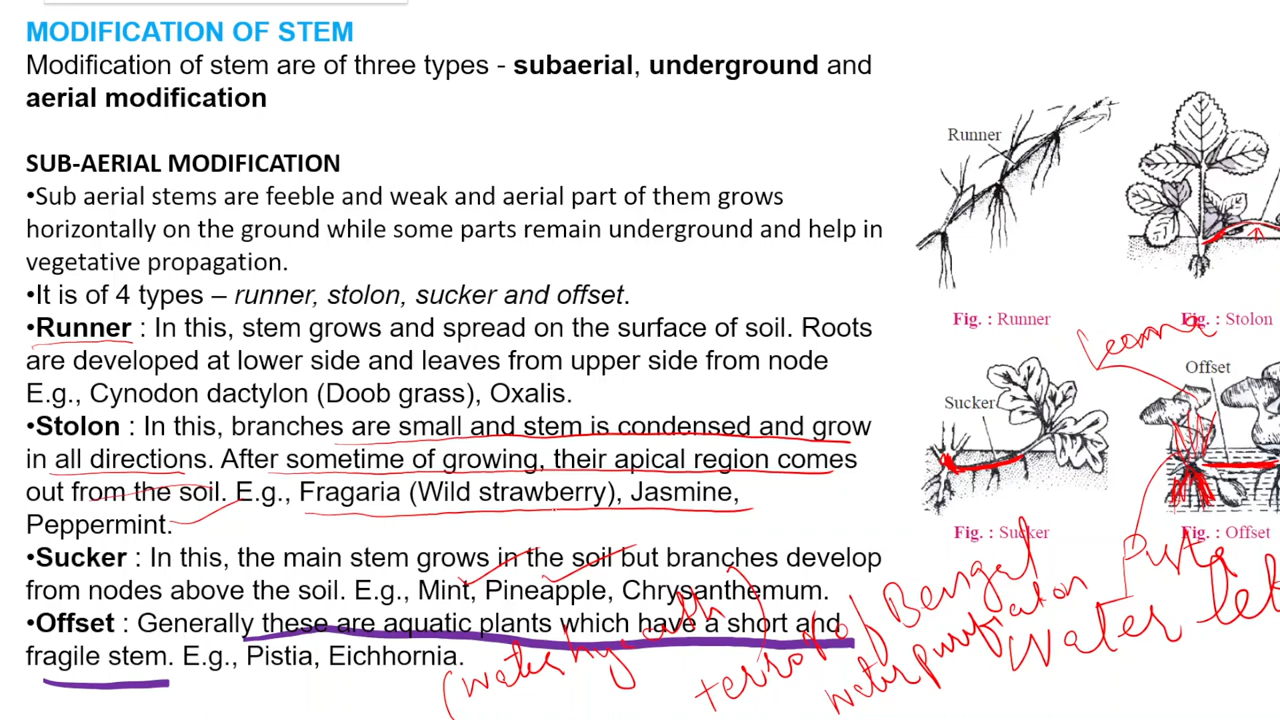 MODIFICATION OF STEM
Modification of stem are of three types - subaerial, underground and
aerial modification
SUB-AERIAL MODIFICATION
•Sub aerial stems are feeble and weak and aerial part of them grows
horizontally on the ground while some parts remain underground and help in
vegetative propagation.
•It is of 4 types – runner, stolon, sucker and offset.
•Runner : In this, stem grows and spread on the surface of soil. Roots
are developed at lower side and leaves from upper side from node
E.g., Cynodon dactylon (Doob grass), Oxalis.
•Stolon : In this, branches are small and stem is condensed and grow
in all directions. After sometime of growing, their apical region comes
out from the soil. E.g., Fragaria (Wild strawberry), Jasmine,
Peppermint.
•Sucker : In this, the main stem grows in the soil but branches develop
from nodes above the soil. E.g., Mint, Pineapple, Chrysanthemum.
•Offset : Generally these are aquatic plants which have a short and
fragile stem. E.g., Pistia, Eichhornia.
(water hyacinth)
terror of Bengal
water purification
Water
Runner
Fig. : Runner
Fig. : Stolon
Sucker
Offset
Fig. : Sucker
Fig. : Offset